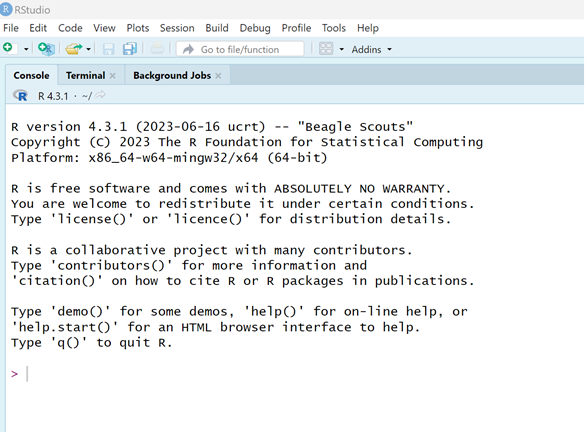 RStudio
File Edit Code View Plots Session Build Debug Profile Tools Help
Go to file/function Addins
Console Terminal Background Jobs
R R 4.3.1 · ~/
R version 4.3.1 (2023-06-16 ucrt) -- "Beagle Scouts"
Copyright (C) 2023 The R Foundation for Statistical Computing
Platform: x86_64-w64-mingw32/x64 (64-bit)
R is free software and comes with ABSOLUTELY NO WARRANTY.
You are welcome to redistribute it under certain conditions.
Type 'license()' or 'licence()' for distribution details.
R is a collaborative project with many contributors.
Type 'contributors()' for more information and
'citation()' on how to cite R or R packages in publications.
Type 'demo()' for some demos, 'help()' for on-line help, or
'help.start()' for an HTML browser interface to help.
Type 'q()' to quit R.
>